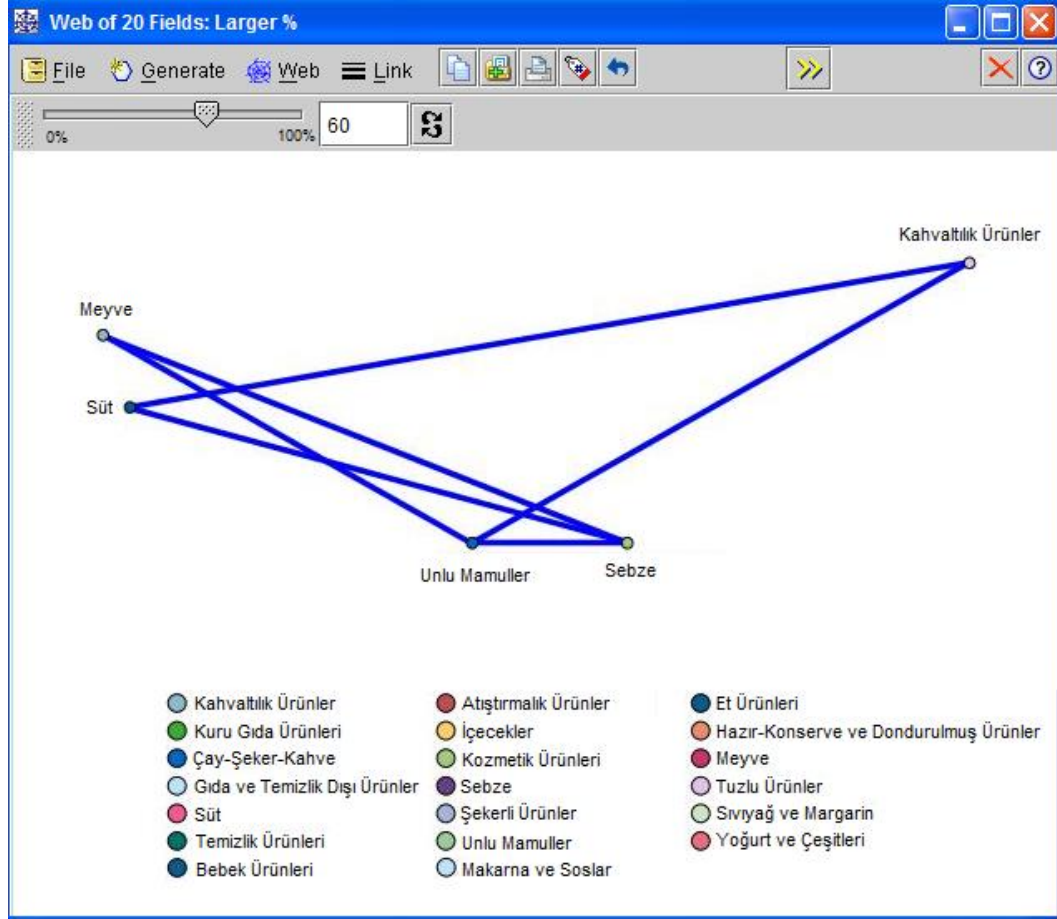 Web of 20 Fields: Larger %
File Generate Web Link
0% 100% 60
Kahvaltılık Ürünler
Meyve
Süt
Unlu Mamuller
Sebze
Kahvaltılık Ürünler
Kuru Gıda Ürünleri
Çay-Şeker-Kahve
Gıda ve Temizlik Dışı Ürünler
Süt
Temizlik Ürünleri
Bebek Ürünleri
Atıştırmalık Ürünler
İçecekler
Kozmetik Ürünleri
Sebze
Şekerli Ürünler
Unlu Mamuller
Makarna ve Soslar
Et Ürünleri
Hazır-Konserve ve Dondurulmuş Ürünler
Meyve
Tuzlu Ürünler
Sıvıyağ ve Margarin
Yoğurt ve Çeşitleri